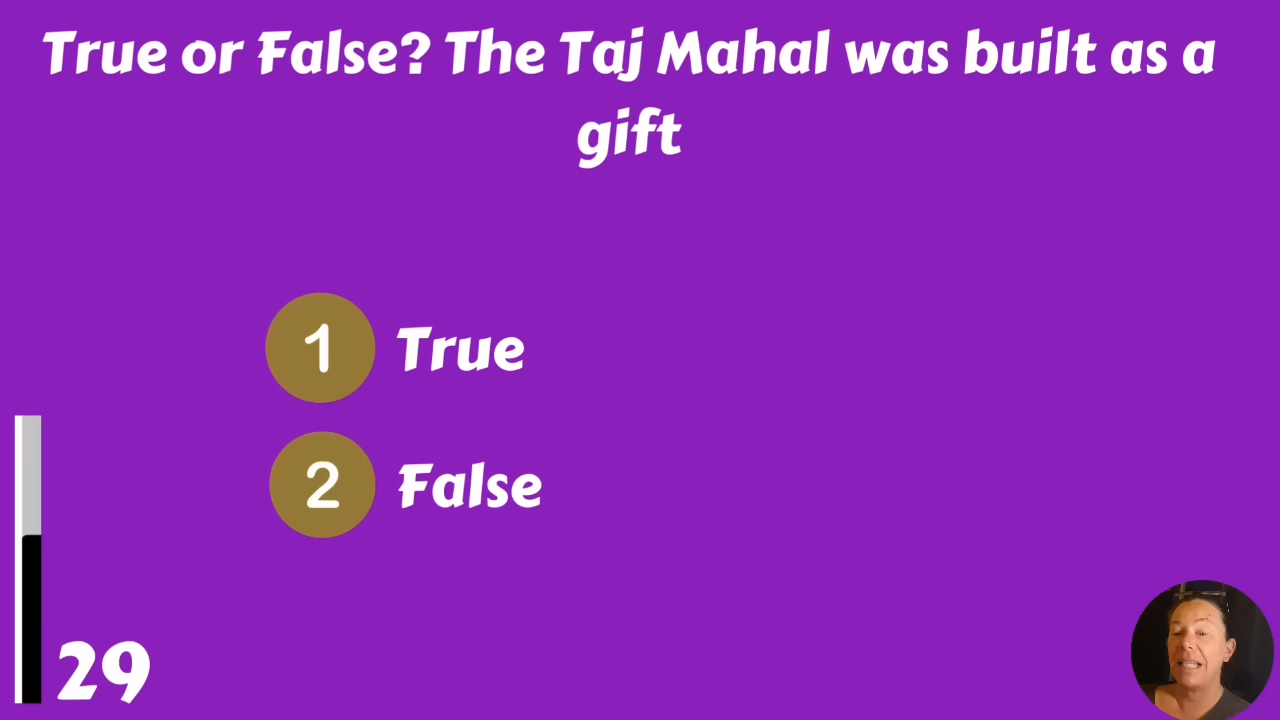 True or False? The Taj Mahal was built as a
gift
1 True
2 False
29